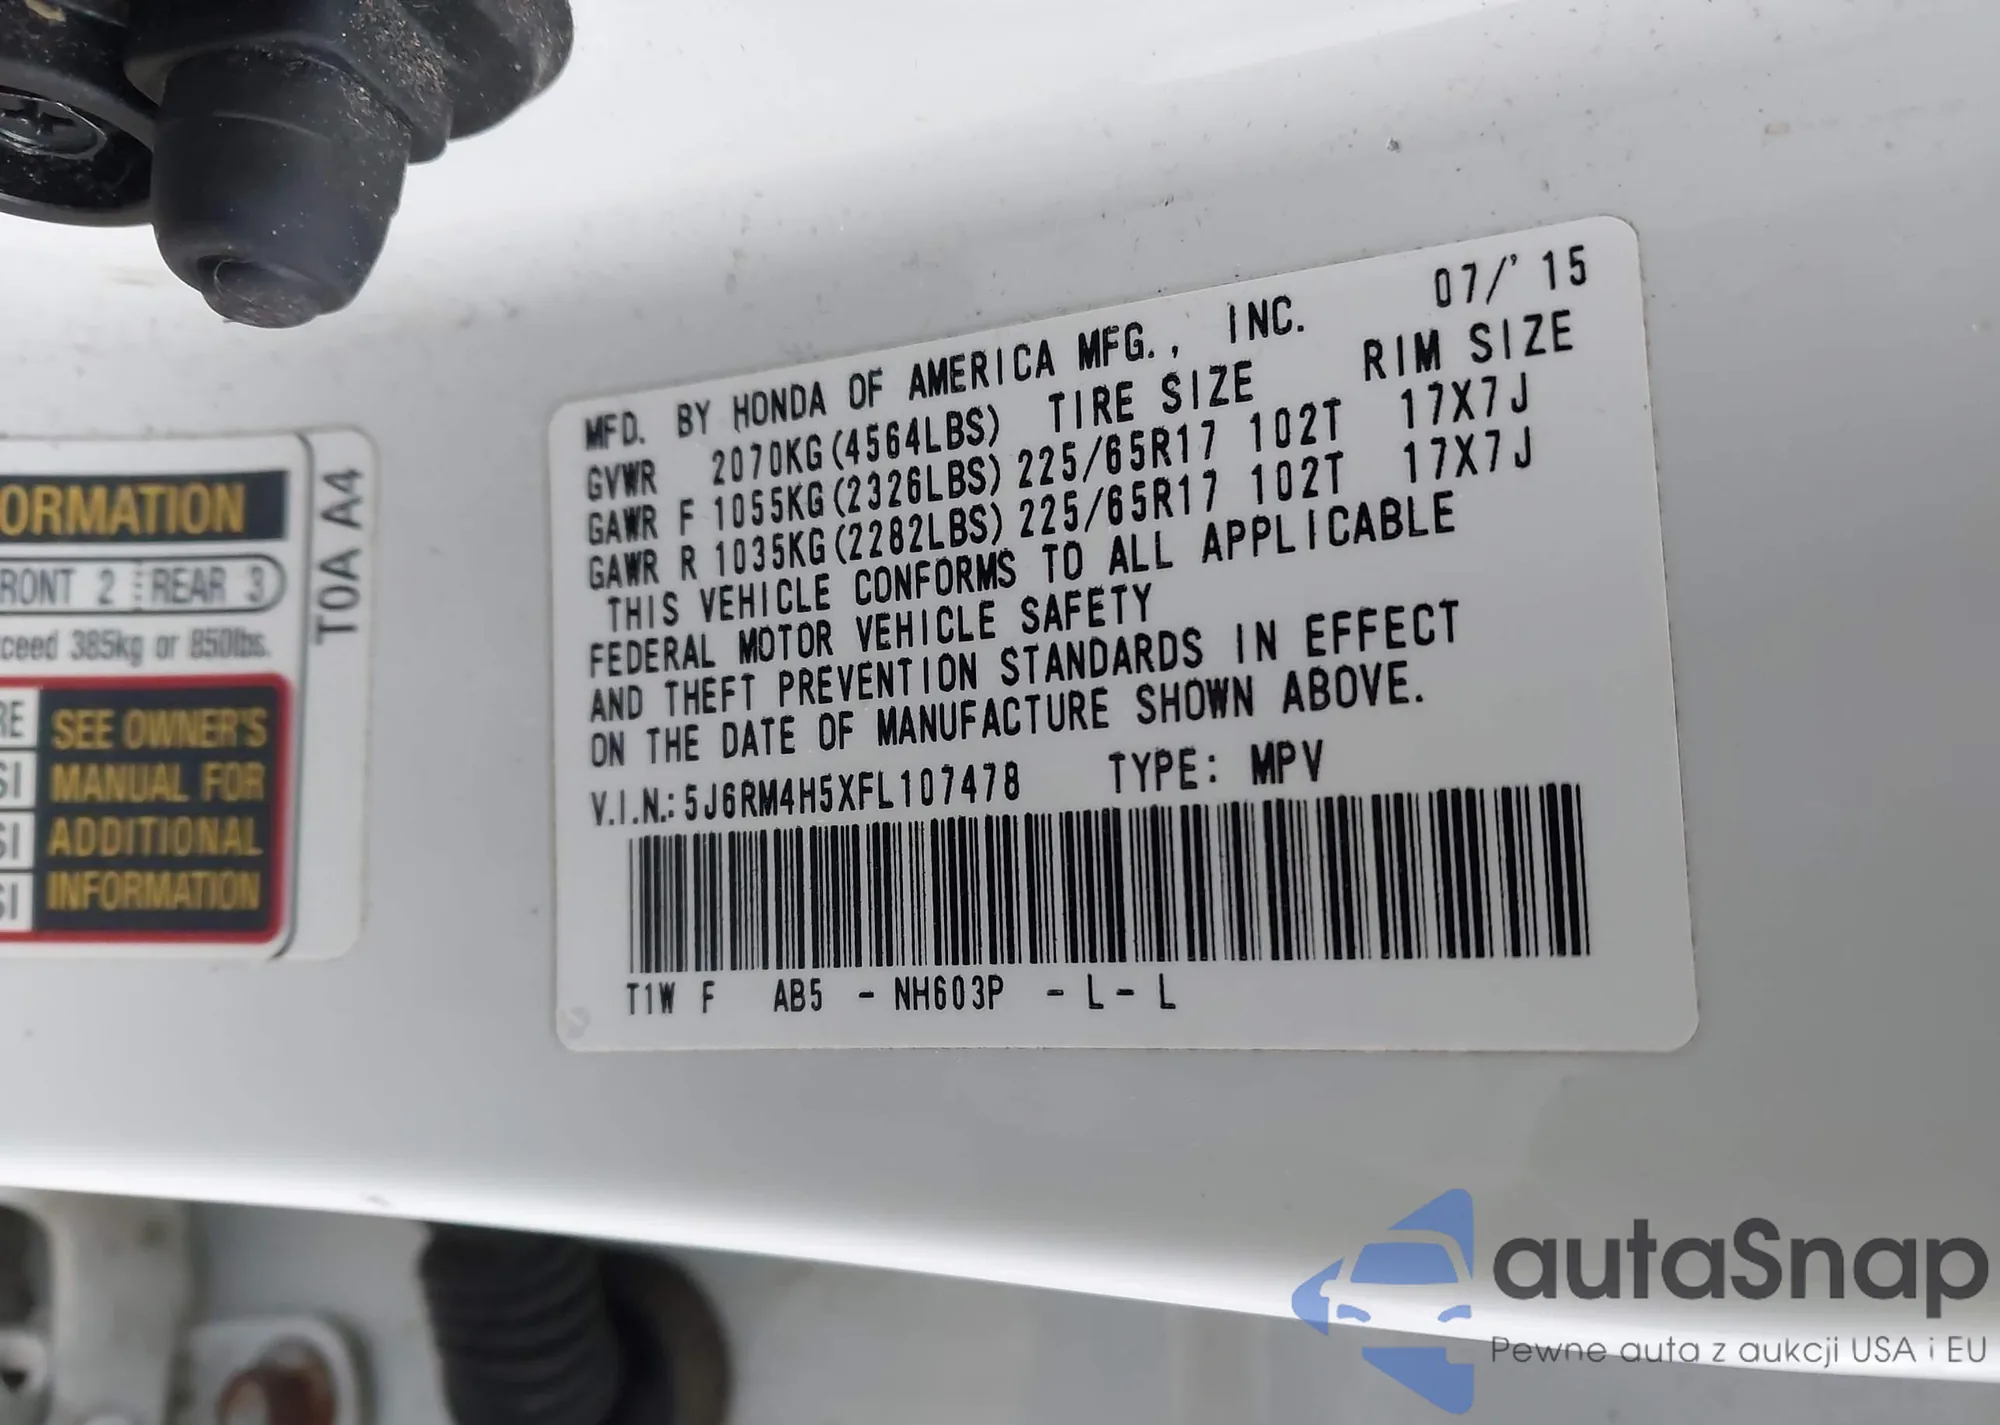 07/'15
MFD. BY HONDA OF AMERICA MFG., INC.
GVWR 2070KG(4564LBS) TIRE SIZE RIM SIZE
GAWR F 1055KG(2326LBS) 225/65R17 102T 17X7J
GAWR R 1035KG(2282LBS) 225/65R17 102T 17X7J
THIS VEHICLE CONFORMS TO ALL APPLICABLE
FEDERAL MOTOR VEHICLE SAFETY
AND THEFT PREVENTION STANDARDS IN EFFECT
ON THE DATE OF MANUFACTURE SHOWN ABOVE.
V.I.N.: 5J6RM4H5XFL107478 TYPE: MPV
T1W F AB5 - NH603P - L - L
ORMATION
RONT 2 REAR 3
ceed 385kg or 850lbs.
RE SEE OWNER'S
SI MANUAL FOR
SI ADDITIONAL
SI INFORMATION
T0A A4
autaSnap
Pewne auta z aukcji USA i EU